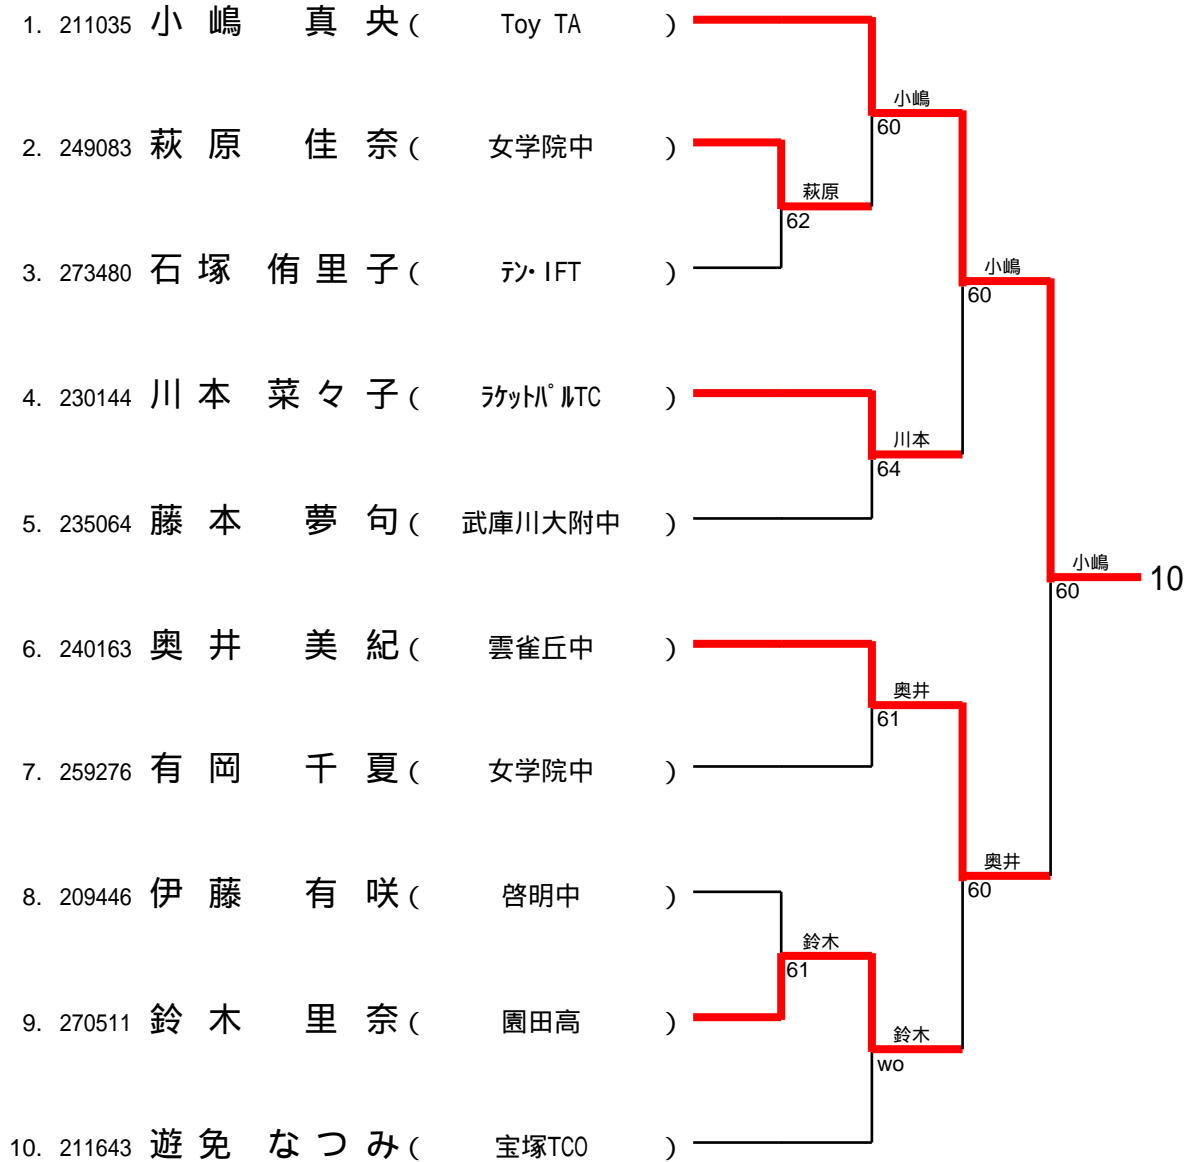 1. 211035 小嶋 真央 ( Toy TA )
小嶋
60
2. 249083 萩原 佳奈 ( 女学院中 )
萩原
62
3. 273480 石塚 侑里子 ( テン・IFT )
小嶋
60
4. 230144 川本 菜々子 ( ラケットパルTC )
川本
64
5. 235064 藤本 夢句 ( 武庫川大附中 )
小嶋
60
10
6. 240163 奥井 美紀 ( 雲雀丘中 )
奥井
61
7. 259276 有岡 千夏 ( 女学院中 )
奥井
60
8. 209446 伊藤 有咲 ( 啓明中 )
鈴木
61
9. 270511 鈴木 里奈 ( 園田高 )
鈴木
wo
10. 211643 遊免 なつみ ( 宝塚TCO )